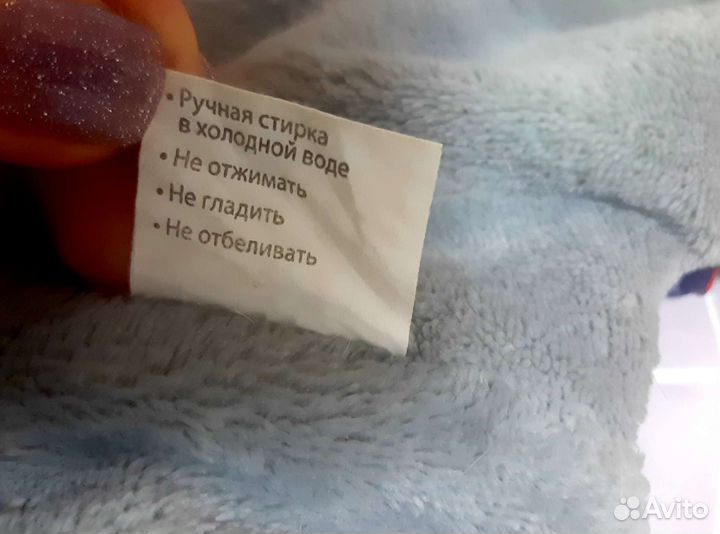 • Ручная стирка
в холодной воде
• Не отжимать
• Не гладить
• Не отбеливать
Avito